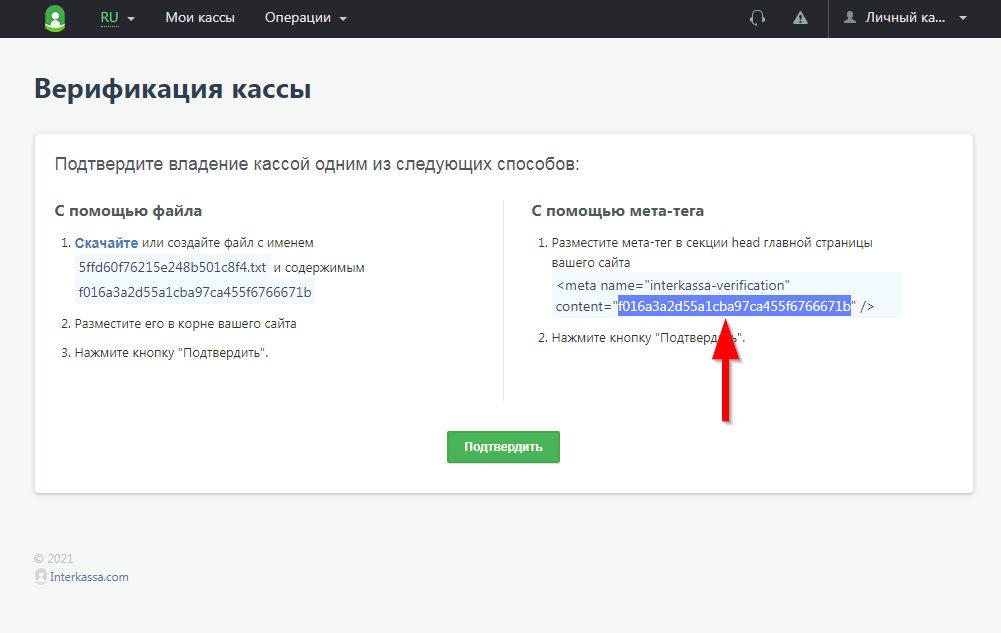 RU
Мои кассы
Операции
Личный ка...
Верификация кассы
Подтвердите владение кассой одним из следующих способов:
С помощью файла
1. Скачайте или создайте файл с именем
5ffd60f76215e248b501c8f4.txt и содержимым
f016a3a2d55a1cba97ca455f6766671b
2. Разместите его в корне вашего сайта
3. Нажмите кнопку "Подтвердить".
С помощью мета-тега
1. Разместите мета-тег в секции head главной страницы
вашего сайта
<meta name="interkassa-verification"
content="f016a3a2d55a1cba97ca455f6766671b" />
2. Нажмите кнопку "Подтвердить".
Подтвердить
© 2021
Interkassa.com